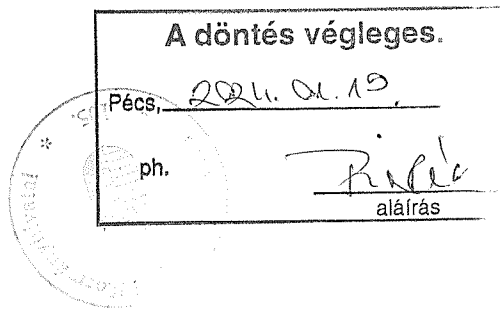 A döntés végleges.
Pécs, 2024. 01. 19.
ph.
aláírás